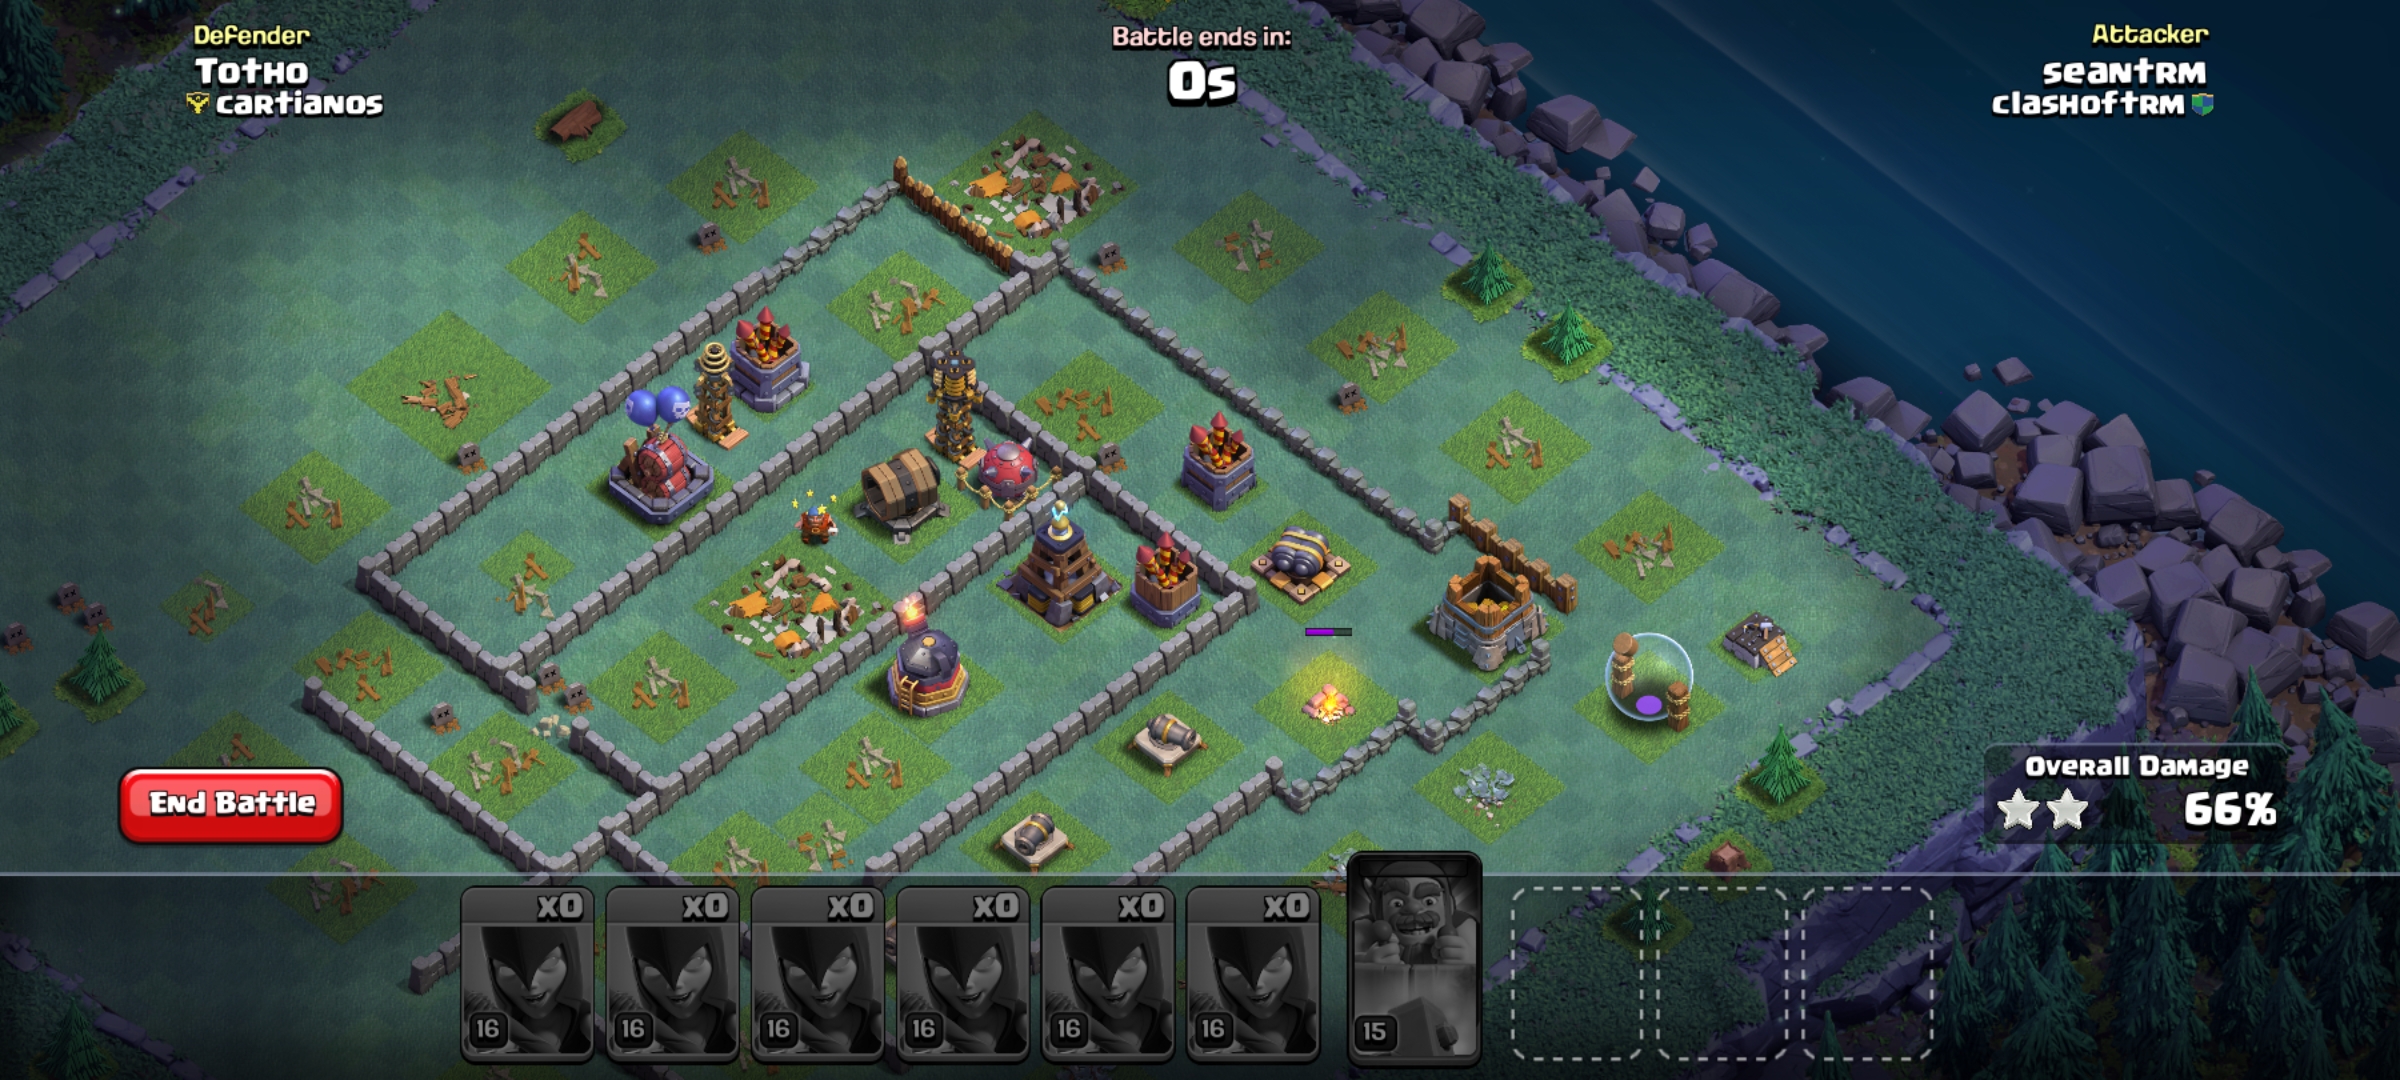 Defender
Totho
cartianos
Battle ends in:
0s
Attacker
seantRM
clashoftRM
End Battle
Overall Damage
66%
x0
x0
x0
x0
x0
x0
16
16
16
16
16
16
15